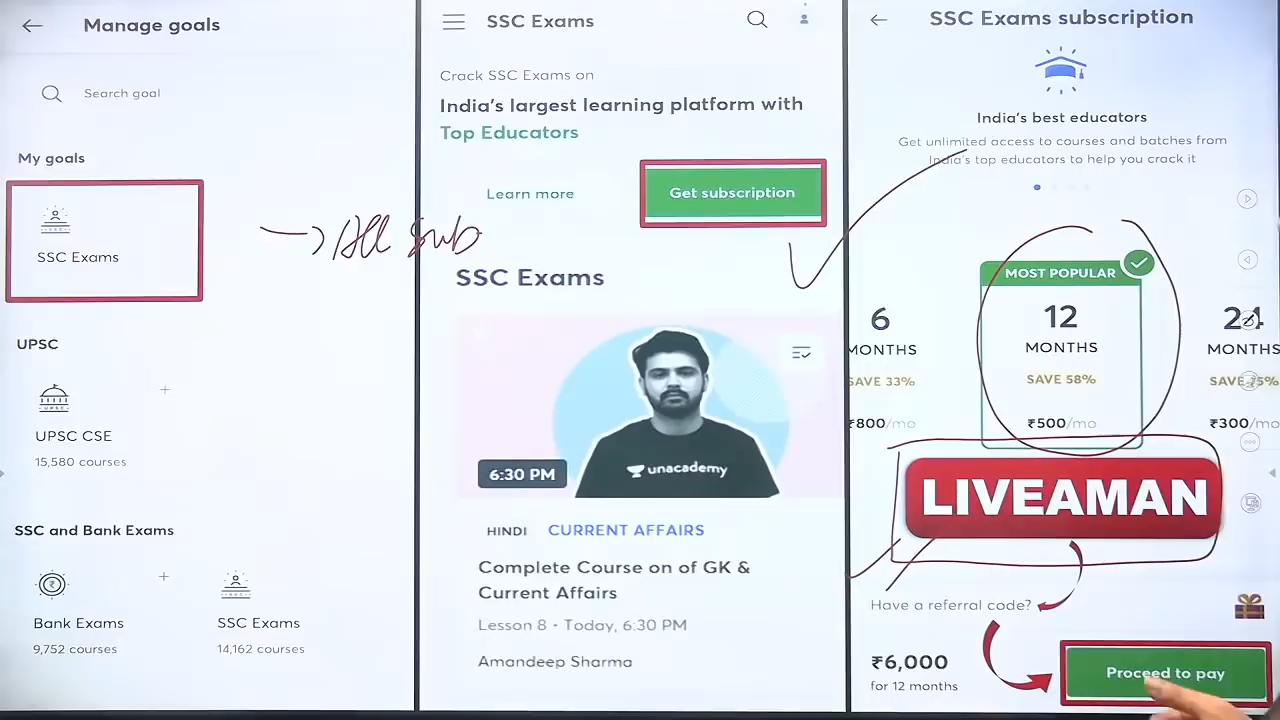 Manage goals
Search goal
My goals
SSC Exams
→ All Sub
UPSC
UPSC CSE
15,580 courses
SSC and Bank Exams
Bank Exams
9,752 courses
SSC Exams
14,162 courses
SSC Exams
Crack SSC Exams on
India's largest learning platform with
Top Educators
Learn more
Get subscription
SSC Exams
unacademy
6:30 PM
HINDI CURRENT AFFAIRS
Complete Course on of GK &
Current Affairs
Lesson 8 - Today, 6:30 PM
Amandeep Sharma
SSC Exams subscription
India's best educators
Get unlimited access to courses and batches from
India's top educators to help you crack it
6
MONTHS
SAVE 33%
₹800/mo
MOST POPULAR
12
MONTHS
SAVE 58%
₹500/mo
24
MONTHS
SAVE 75%
₹300/mo
LIVEAMAN
Have a referral code?
₹6,000
for 12 months
Proceed to pay